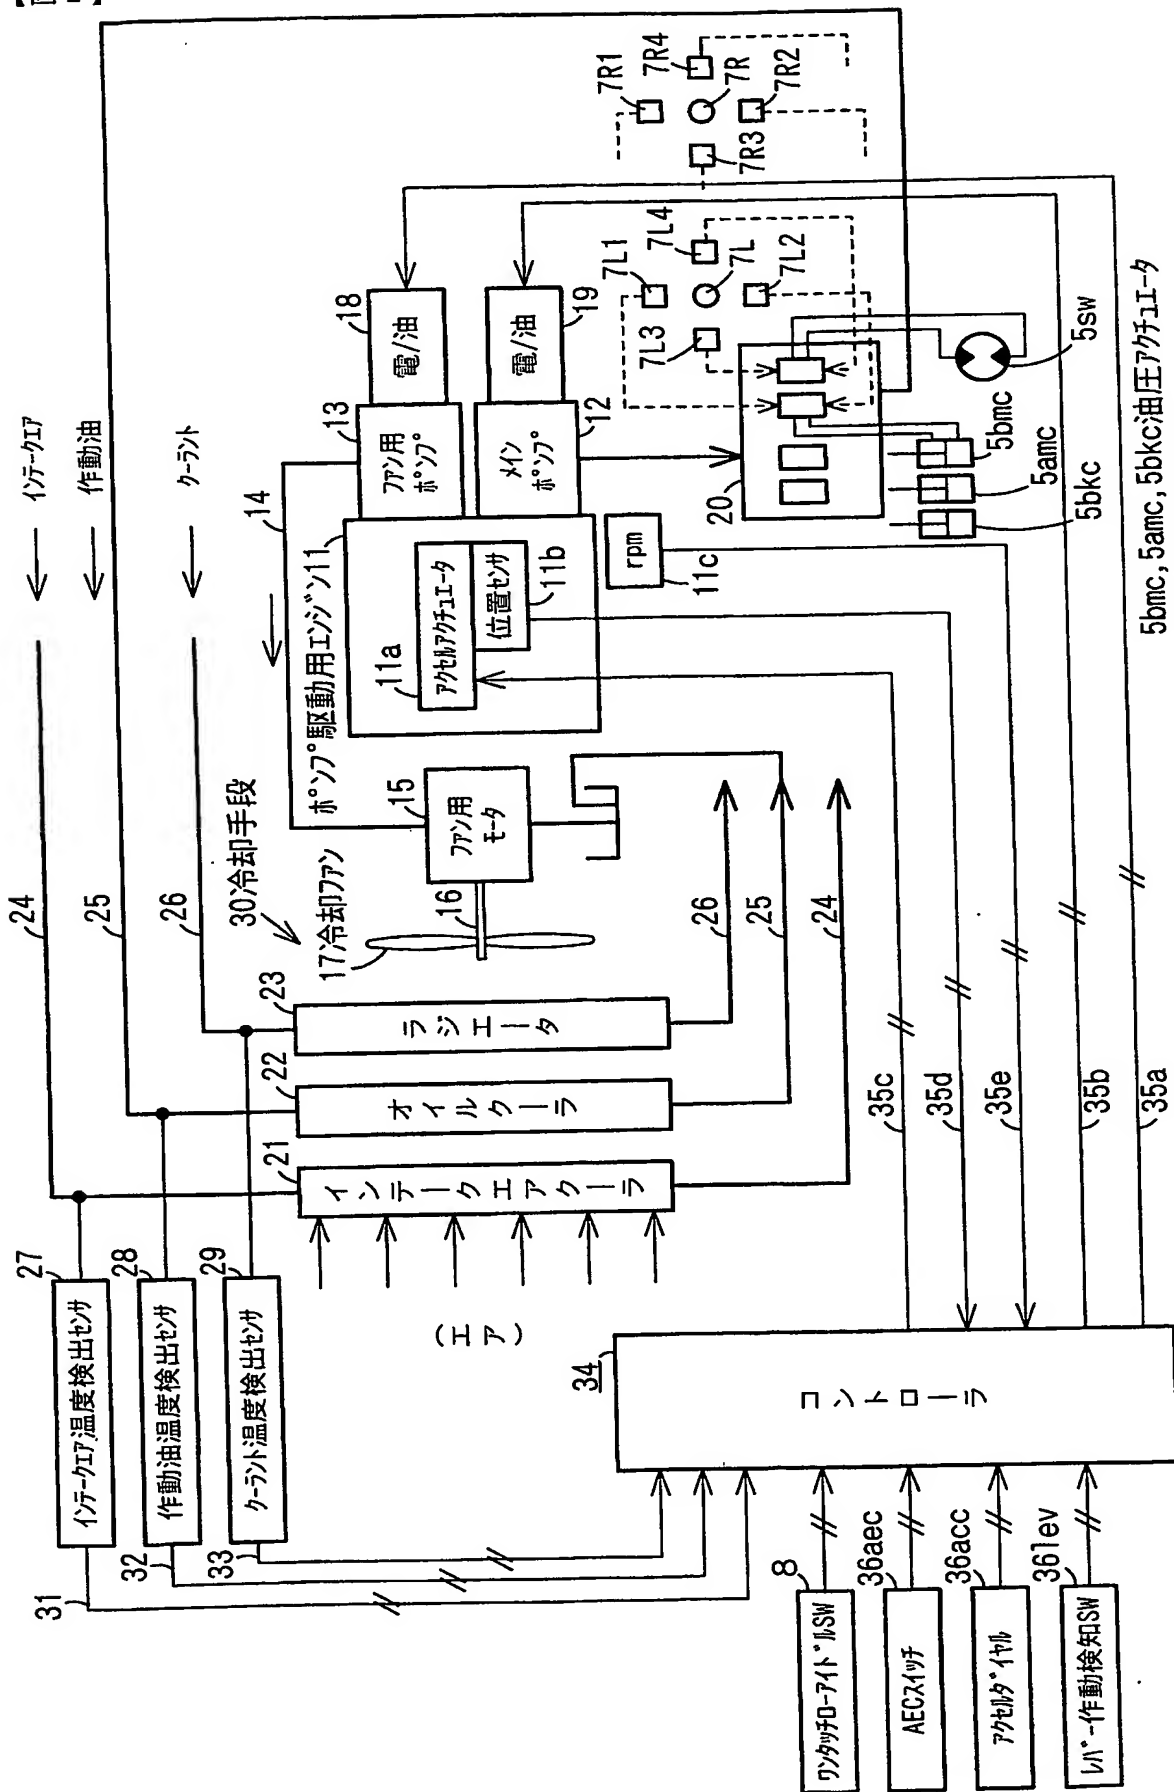 インテークエア
作動油
クーラント
24
25
26
27
インテークエア温度検出センサ
28
作動油温度検出センサ
29
クーラント温度検出センサ
31
32
33
30冷却手段
17冷却ファン
16
15
ファン用
モータ
14
ポンプ駆動用エンジン11
11a
アクセルアクチュエータ
位置センサ
11b
rpm
11c
13
ファン用
ポンプ
18
電/油
メイン
ポンプ
12
電/油
19
7R1
7R4
7R
7R2
7R3
7L1
7L4
7L
7L2
7L3
20
5sw
5bmc
5amc
5bkc
5bmc, 5amc, 5bkc油圧アクチュエータ
23
ラジエータ
22
オイルクーラ
21
インテークエアクーラ
(エア)
26
25
24
34
コントローラ
35c
35d
35e
35b
35a
8
ワンタッチローアイドルSW
36aec
AECスイッチ
36acc
アクセルダイヤル
36lev
レバー作動検知SW